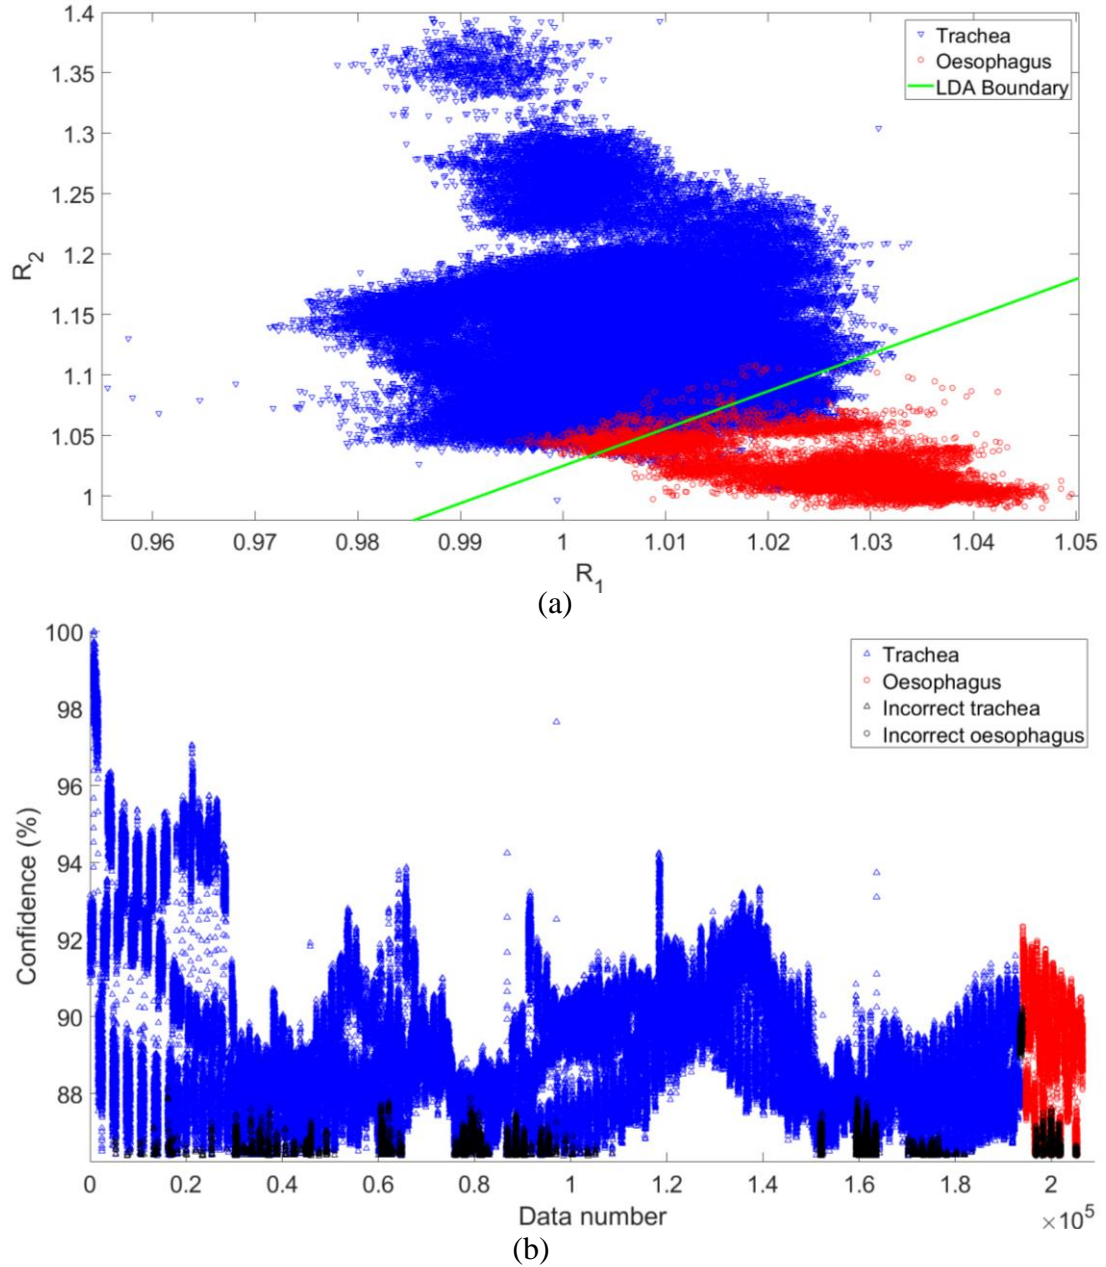 1.4
1.35
1.3
1.25
1.2
1.15
1.1
1.05
1
R2
Trachea
Oesophagus
LDA Boundary
0.96 0.97 0.98 0.99 1 1.01 1.02 1.03 1.04 1.05
R1
(a)
100
98
96
94
92
90
88
Confidence (%)
Trachea
Oesophagus
Incorrect trachea
Incorrect oesophagus
0 0.2 0.4 0.6 0.8 1 1.2 1.4 1.6 1.8 2
Data number
×10^5
(b)